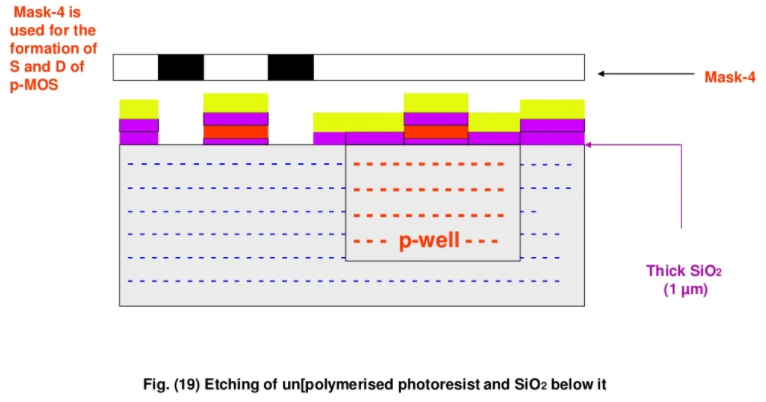 Mask-4 is
used for the
formation of
S and D of
p-MOS
Mask-4
p-well
Thick SiO2
(1 µm)
Fig. (19) Etching of un[polymerised photoresist and SiO2 below it